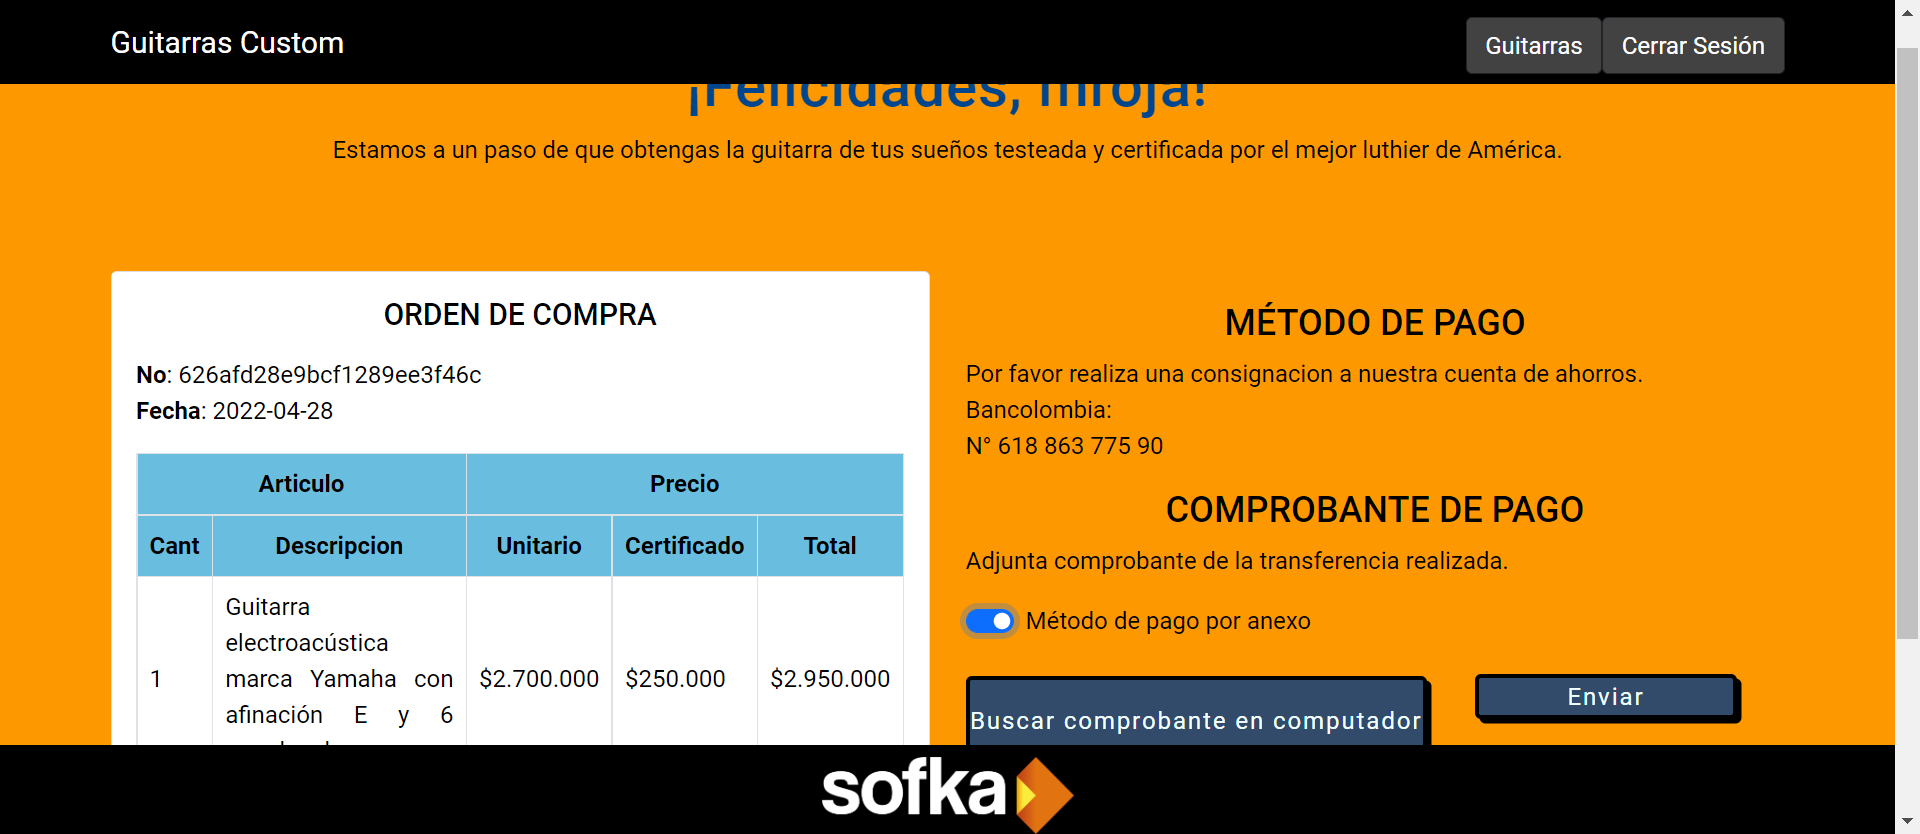 Guitarras Custom
Guitarras
Cerrar Sesión
¡Felicidades, mroja!
Estamos a un paso de que obtengas la guitarra de tus sueños testeada y certificada por el mejor luthier de América.
ORDEN DE COMPRA
No: 626afd28e9bcf1289ee3f46c
Fecha: 2022-04-28
Articulo Precio
Cant Descripcion Unitario Certificado Total
Guitarra
electroacústica
1 marca Yamaha con $2.700.000 $250.000 $2.950.000
afinación E y 6
MÉTODO DE PAGO
Por favor realiza una consignacion a nuestra cuenta de ahorros.
Bancolombia:
N° 618 863 775 90
COMPROBANTE DE PAGO
Adjunta comprobante de la transferencia realizada.
Método de pago por anexo
Buscar comprobante en computador
Enviar
sofka